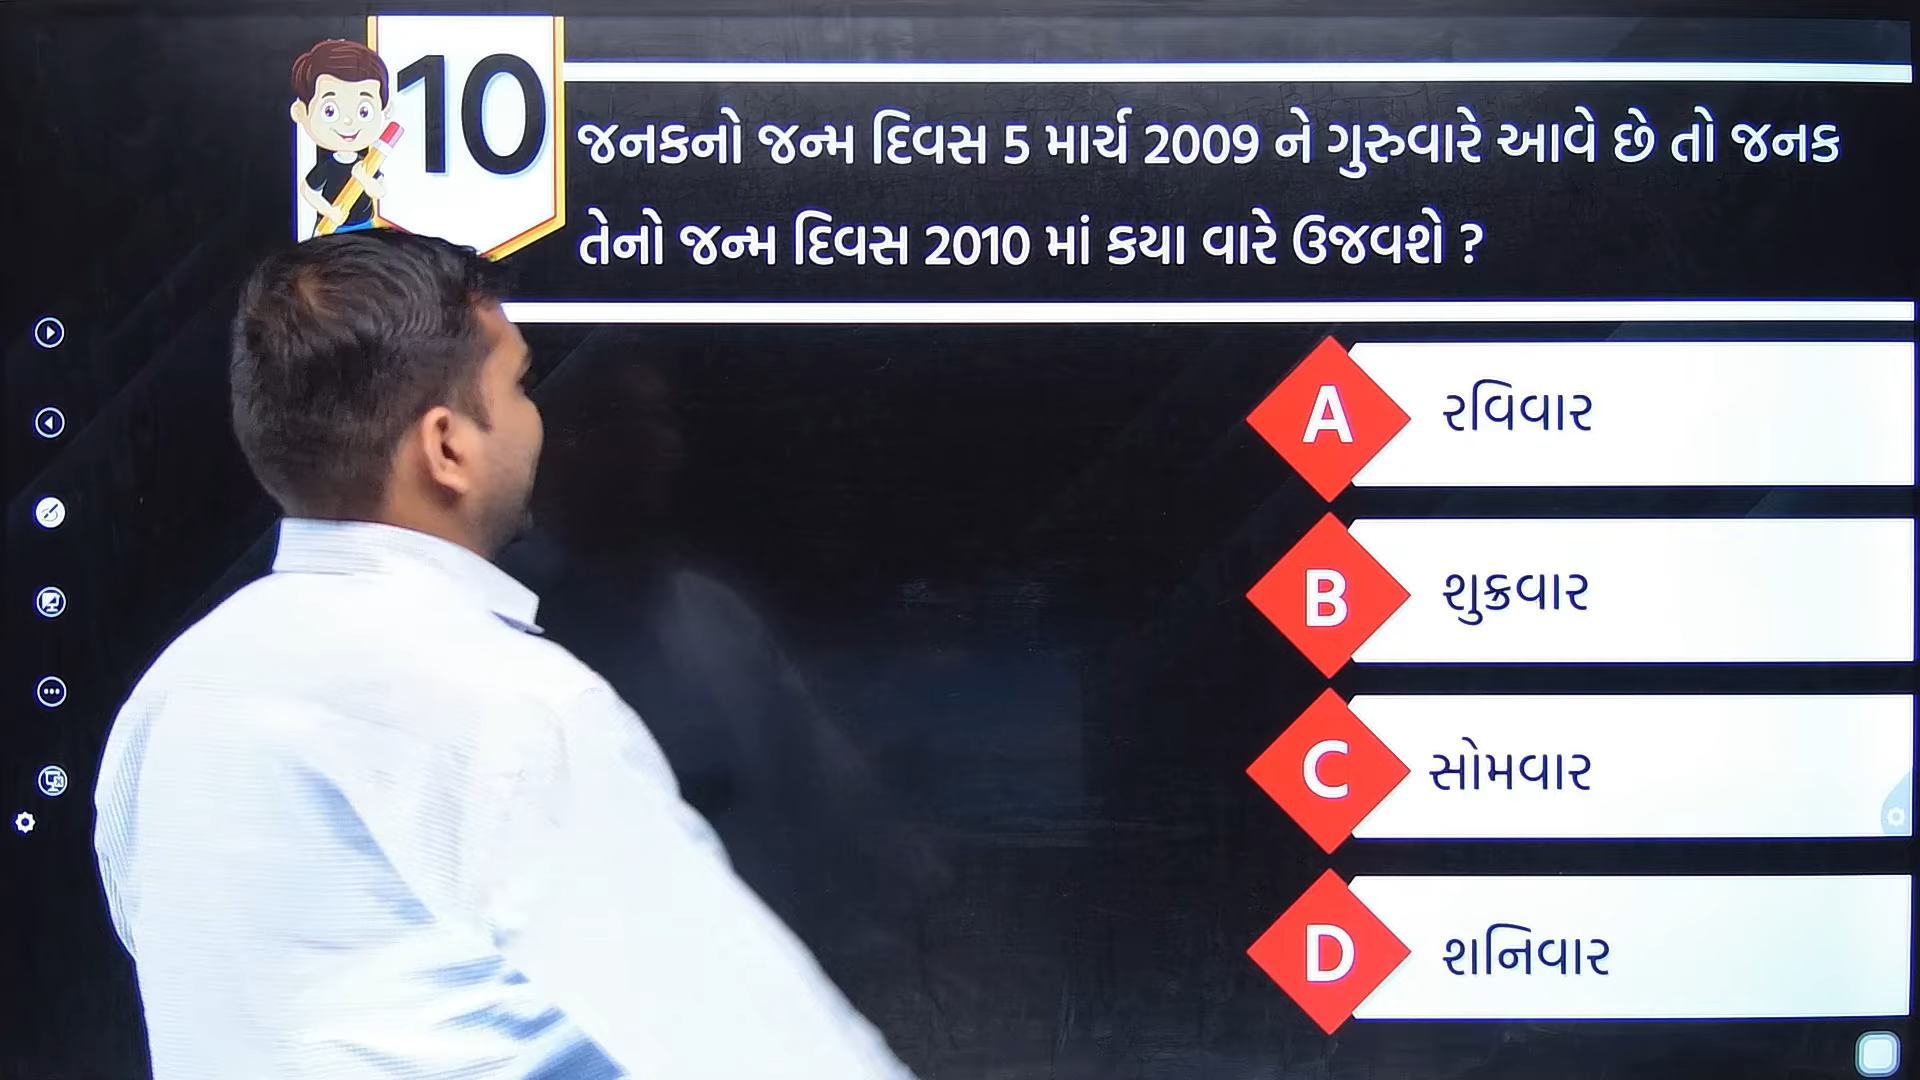 10
જનકનો જન્મ દિવસ 5 માર્ચ 2009 ને ગુરુવારે આવે છે તો જનક
તેનો જન્મ દિવસ 2010 માં કયા વારે ઉજવશે ?
A રવિવાર
B શુક્રવાર
C સોમવાર
D શનિવાર